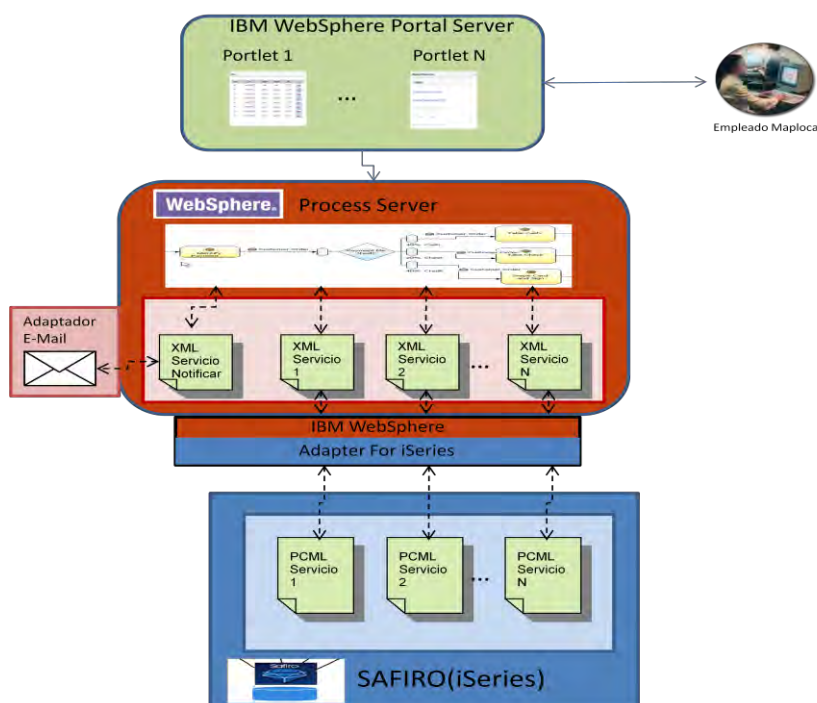 IBM WebSphere Portal Server
Portlet 1
Portlet N
...
Empleado Maploca
WebSphere.
Process Server
Adaptador
E-Mail
XML
Servicio
Notificar
XML
Servicio
1
XML
Servicio
2
...
XML
Servicio
N
IBM WebSphere
Adapter For iSeries
PCML
Servicio
1
PCML
Servicio
2
...
PCML
Servicio
N
Safiro
SAFIRO(iSeries)